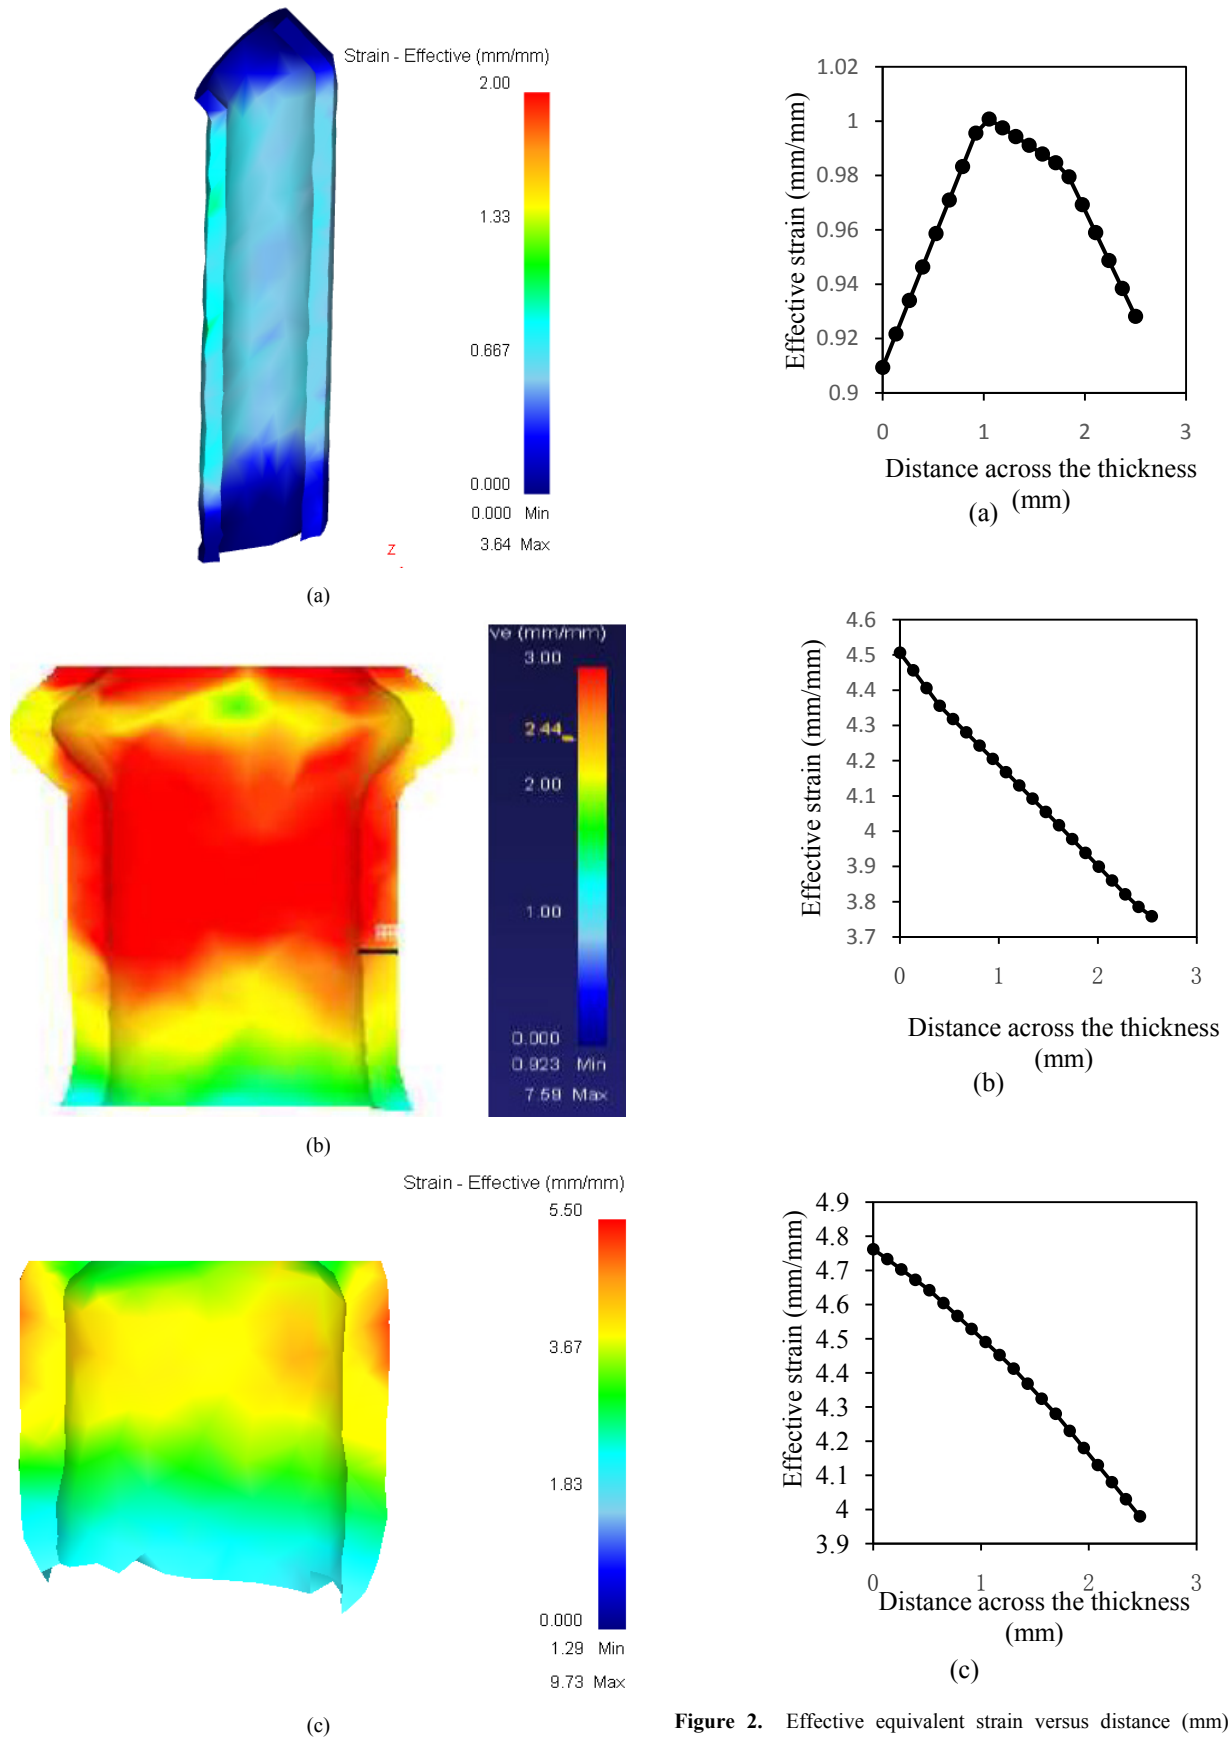 Strain - Effective (mm/mm)
2.00
1.33
0.667
0.000
0.000 Min
3.64 Max
Z
(a)
ve (mm/mm)
3.00
2.44
2.00
1.00
0.000
0.923 Min
7.59 Max
(b)
Strain - Effective (mm/mm)
5.50
3.67
1.83
0.000
1.29 Min
9.73 Max
(c)
Effective strain (mm/mm)
1.02
1
0.98
0.96
0.94
0.92
0.9
0 1 2 3
Distance across the thickness
(mm)
(a)
Effective strain (mm/mm)
4.6
4.5
4.4
4.3
4.2
4.1
4
3.9
3.8
3.7
0 1 2 3
Distance across the thickness
(mm)
(b)
Effective strain (mm/mm)
4.9
4.8
4.7
4.6
4.5
4.4
4.3
4.2
4.1
4
3.9
0 1 2 3
Distance across the thickness
(mm)
(c)
Figure 2. Effective equivalent strain versus distance (mm)